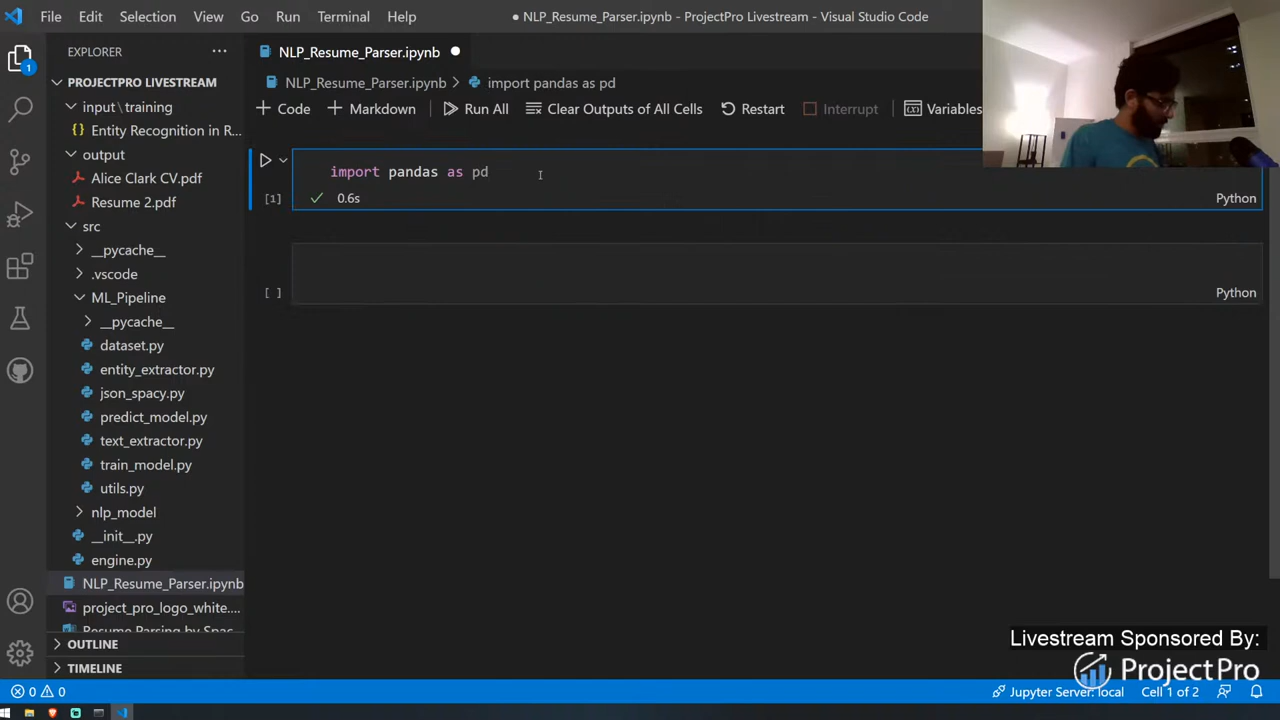 File Edit Selection View Go Run Terminal Help
● NLP_Resume_Parser.ipynb - ProjectPro Livestream - Visual Studio Code
EXPLORER ···
NLP_Resume_Parser.ipynb ●
PROJECTPRO LIVESTREAM
NLP_Resume_Parser.ipynb > import pandas as pd
input\training
+ Code + Markdown Run All Clear Outputs of All Cells Restart Interrupt Variables
{} Entity Recognition in R...
output
Alice Clark CV.pdf
import pandas as pd
Resume 2.pdf
[1] ✓ 0.6s Python
src
__pycache__
.vscode
ML_Pipeline
[ ] Python
__pycache__
dataset.py
entity_extractor.py
json_spacy.py
predict_model.py
text_extractor.py
train_model.py
utils.py
nlp_model
__init__.py
engine.py
NLP_Resume_Parser.ipynb
project_pro_logo_white....
Resume Parsing by Spac...
OUTLINE
TIMELINE
1
Livestream Sponsored By:
ProjectPro
0 0 Jupyter Server: local Cell 1 of 2